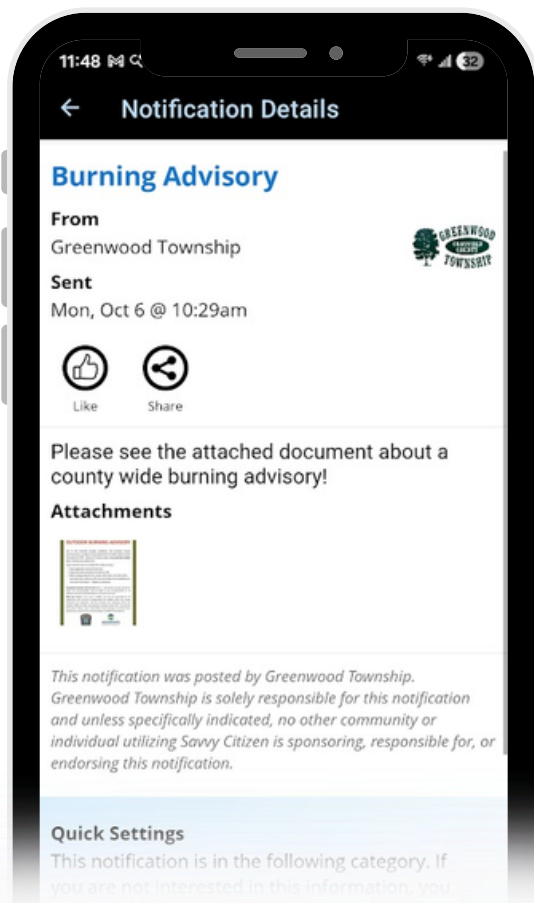 11:48
32
Notification Details
Burning Advisory
From
Greenwood Township
GREENWOOD
TOWNSHIP
Sent
Mon, Oct 6 @ 10:29am
Like
Share
Please see the attached document about a
county wide burning advisory!
Attachments
OUTDOOR BURNING ADVISORY
This notification was posted by Greenwood Township.
Greenwood Township is solely responsible for this notification
and unless specifically indicated, no other community or
individual utilizing Savvy Citizen is sponsoring, responsible for, or
endorsing this notification.
Quick Settings
This notification is in the following category. If
you are not interested in this information, you